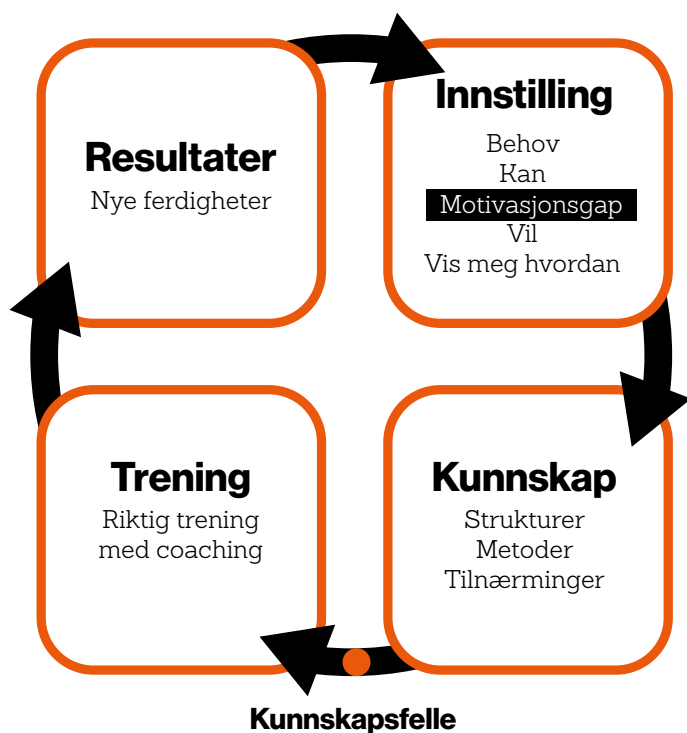 Resultater
Nye ferdigheter
Innstilling
Behov
Kan
Motivasjonsgap
Vil
Vis meg hvordan
Trening
Riktig trening
med coaching
Kunnskap
Strukturer
Metoder
Tilnærminger
Kunnskapsfelle